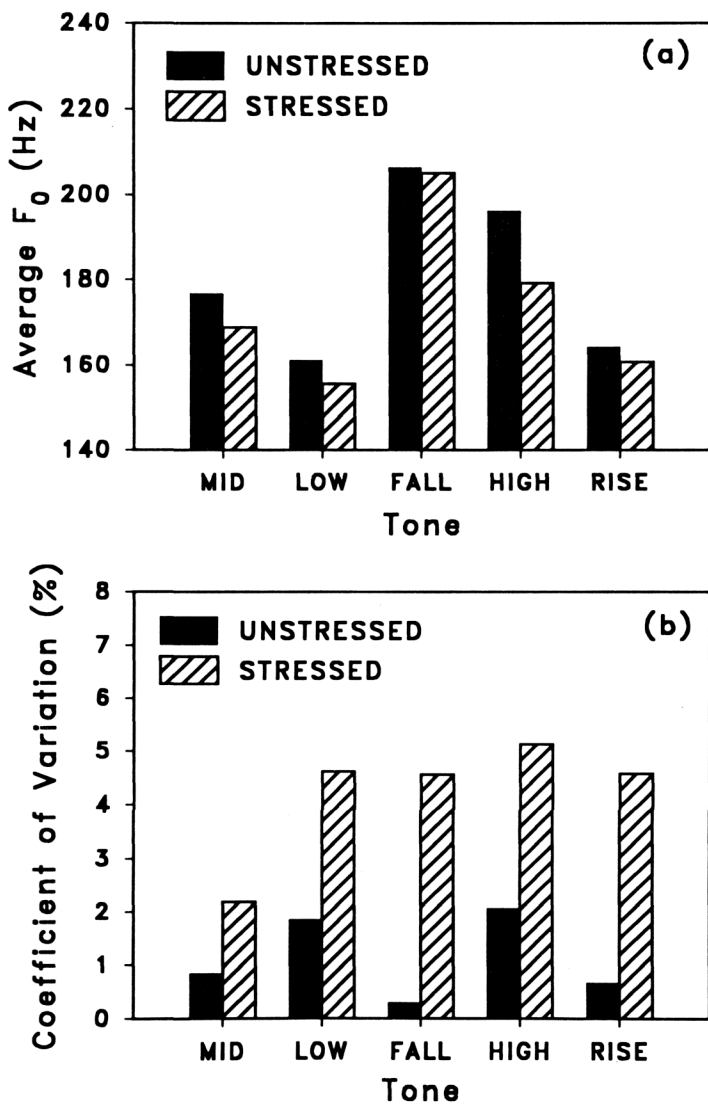 240
220
200
180
160
140
Average F0 (Hz)
(a)
UNSTRESSED
STRESSED
MID LOW FALL HIGH RISE
Tone
8
7
6
5
4
3
2
1
0
Coefficient of Variation (%)
(b)
UNSTRESSED
STRESSED
MID LOW FALL HIGH RISE
Tone